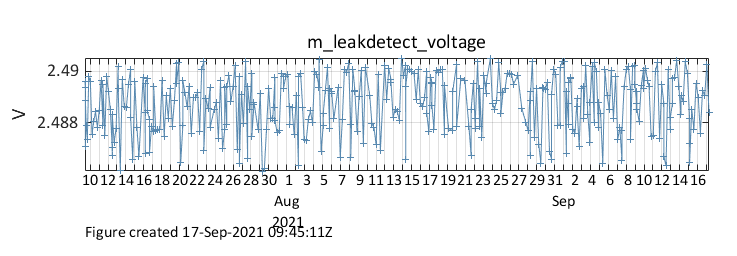 m_leakdetect_voltage
2.49
V
2.488
10 12 14 16 18 20 22 24 26 28 30 1 3 5 7 9 11 13 15 17 19 21 23 25 27 29 31 2 4 6 8 10 12 14 16
Aug Sep
2021
Figure created 17-Sep-2021 09:45:11Z